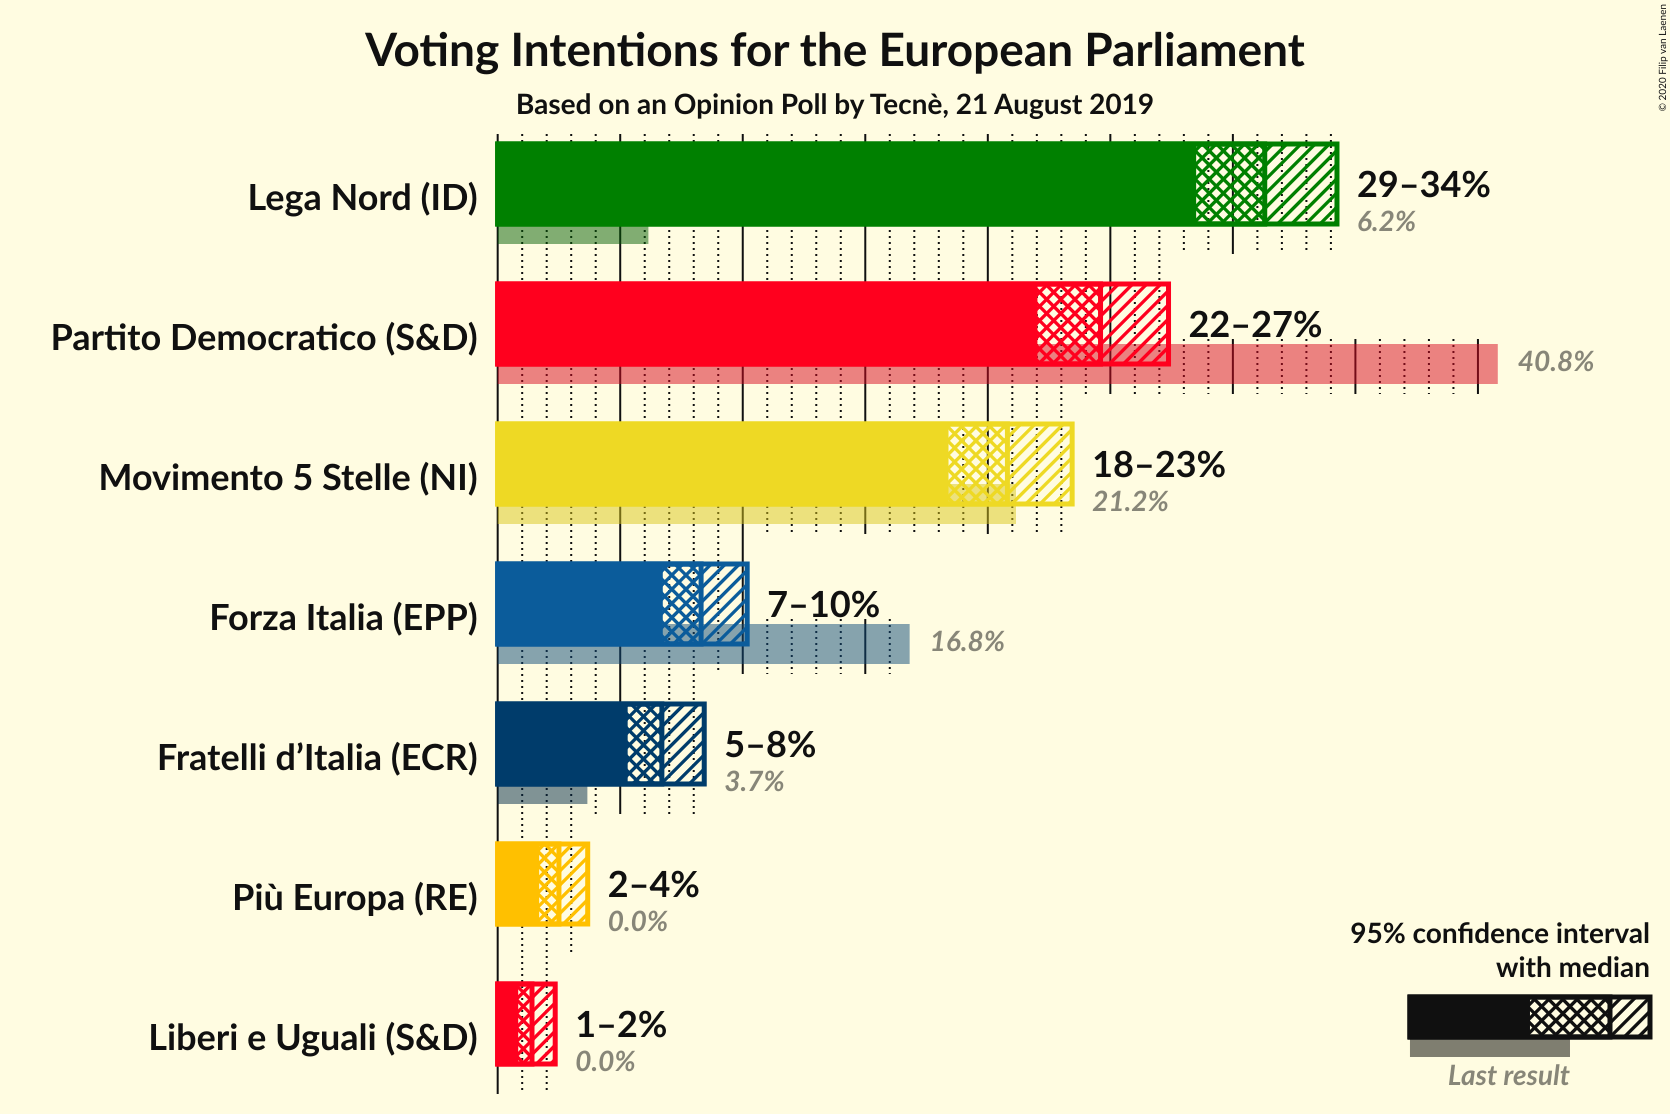 Voting Intentions for the European Parliament
Based on an Opinion Poll by Tecnè, 21 August 2019
© 2020 Filip van Laenen
Lega Nord (ID)
29–34%
6.2%
Partito Democratico (S&D)
22–27%
40.8%
Movimento 5 Stelle (NI)
18–23%
21.2%
Forza Italia (EPP)
7–10%
16.8%
Fratelli d’Italia (ECR)
5–8%
3.7%
Più Europa (RE)
2–4%
0.0%
Liberi e Uguali (S&D)
1–2%
0.0%
95% confidence interval
with median
Last result